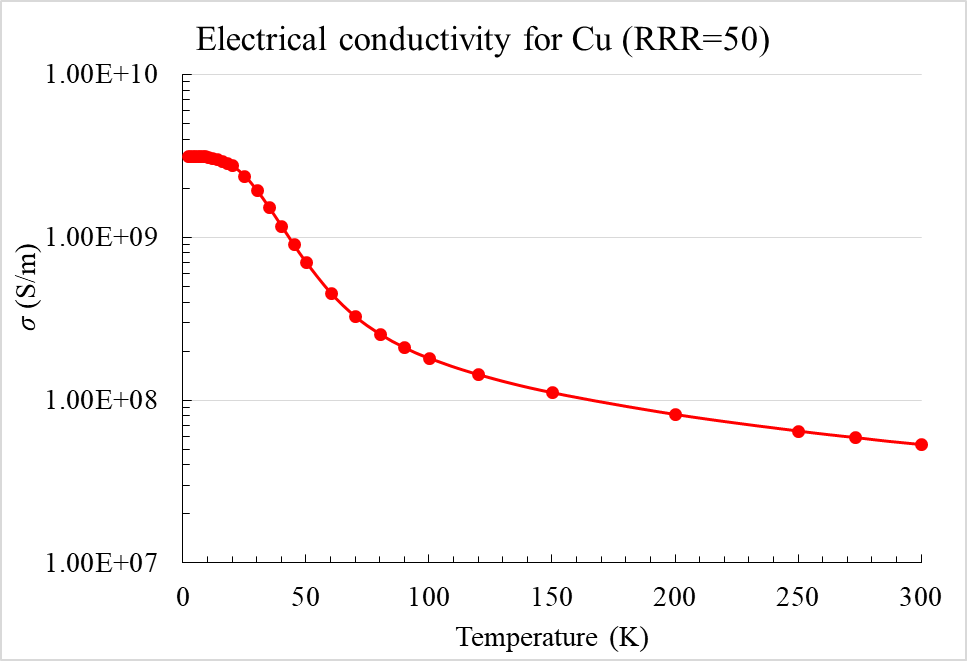 Electrical conductivity for Cu (RRR=50)
1.00E+10
1.00E+09
σ (S/m)
1.00E+08
1.00E+07
0 50 100 150 200 250 300
Temperature (K)